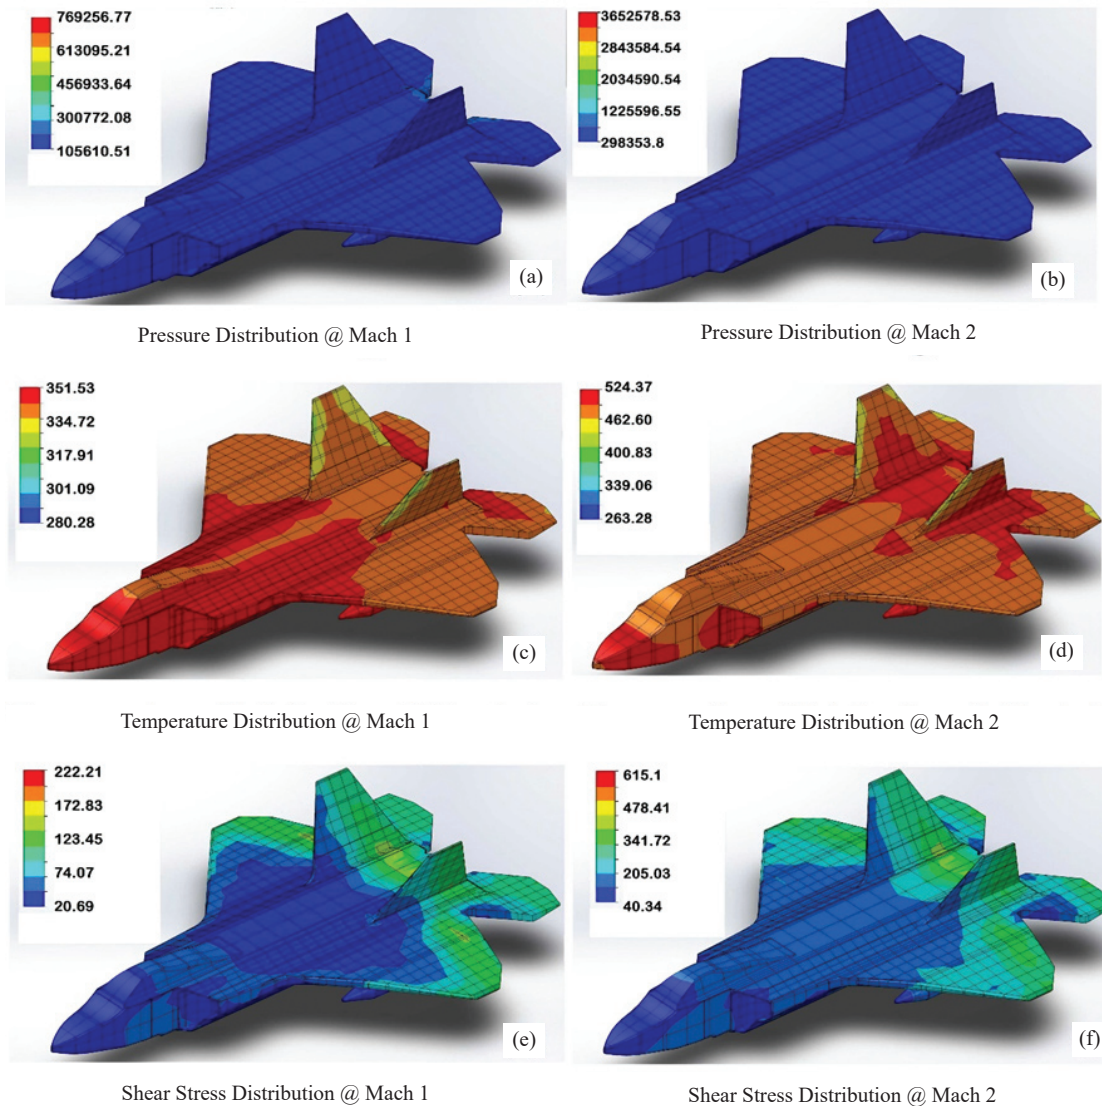 769256.77
613095.21
456933.64
300772.08
105610.51
(a)
Pressure Distribution @ Mach 1
3652578.53
2843584.54
2034590.54
1225596.55
298353.8
(b)
Pressure Distribution @ Mach 2
351.53
334.72
317.91
301.09
280.28
(c)
Temperature Distribution @ Mach 1
524.37
462.60
400.83
339.06
263.28
(d)
Temperature Distribution @ Mach 2
222.21
172.83
123.45
74.07
20.69
(e)
Shear Stress Distribution @ Mach 1
615.1
478.41
341.72
205.03
40.34
(f)
Shear Stress Distribution @ Mach 2